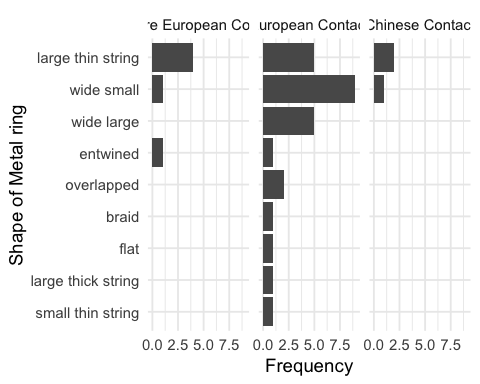 re European Co
uropean Contac
Chinese Contac
large thin string
wide small
wide large
entwined
overlapped
braid
flat
large thick string
small thin string
Shape of Metal ring
0.0 2.5 5.0 7.5 0.0 2.5 5.0 7.5 0.0 2.5 5.0 7.5
Frequency